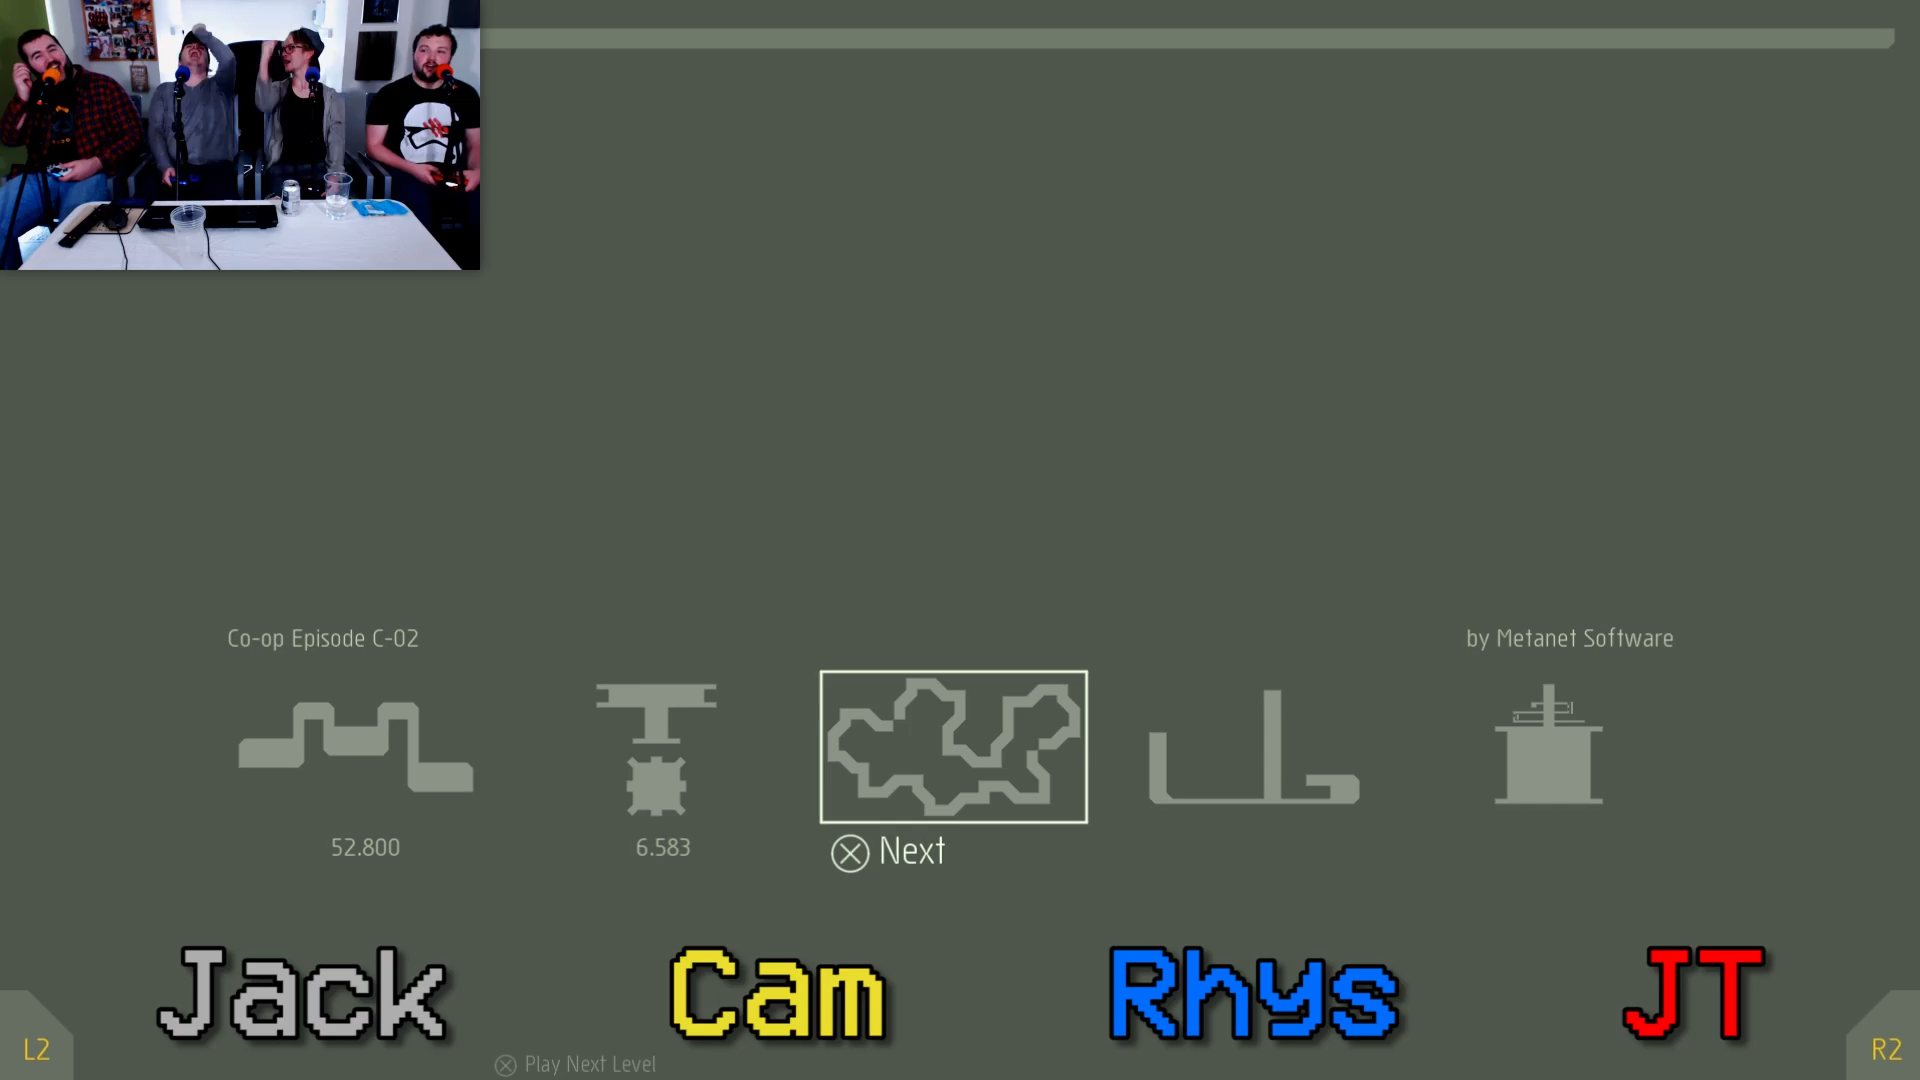 Co-op Episode C-02
by Metanet Software
52.800
6.583
Next
Jack
Cam
Rhys
JT
L2
Play Next Level
R2